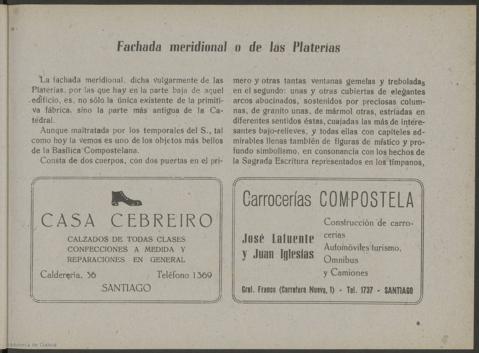 Fachada meridional o de las Platerías
La fachada meridional, dicha vulgarmente de las
Platerías, por las que hay en la parte baja de aquel
edificio, es, no sólo la única existente de la primiti-
va fábrica, sino la parte más antigua de la Ca-
tedral.
Aunque maltratada por los temporales del S., tal
como hoy la vemos es uno de los objetos más bellos
de la Basílica Compostelana.
Consta de dos cuerpos, con dos puertas en el pri-
mero y otras tantas ventanas gemelas y treboladas
en el segundo: unas y otras cubiertas de elegantes
arcos abocinados, sostenidos por preciosas colum-
nas, de granito unas, de mármol otras, estriadas en
diferentes sentidos éstas, cuajadas las más de intere-
santes bajo-relieves, y todas ellas con capiteles ad-
mirables llenas también de figuras de místico y pro-
fundo simbolismo, en consonancia con los hechos de
la Sagrada Escritura representados en los tímpanos,
CASA CEBREIRO
CALZADOS DE TODAS CLASES
CONFECCIONES A MEDIDA Y
REPARACIONES EN GENERAL
Calderería, 36 Teléfono 1369
SANTIAGO
Carrocerías COMPOSTELA
José Lafuente
y Juan Iglesias
Construcción de carro-
cerías
Automóviles turismo,
Omnibus
y Camiones
Gral. Franco (Carretera Nueva, 1) - Tel. 1737 - SANTIAGO
Biblioteca de Galicia